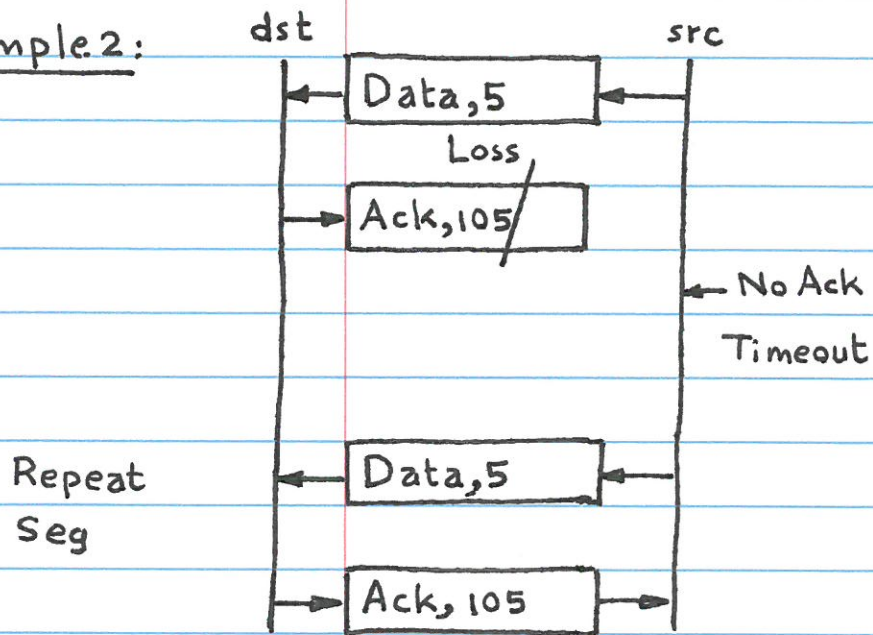 mple 2:
dst
src
Data,5
Loss
Ack,105
No Ack
Timeout
Repeat
Seg
Data,5
Ack, 105